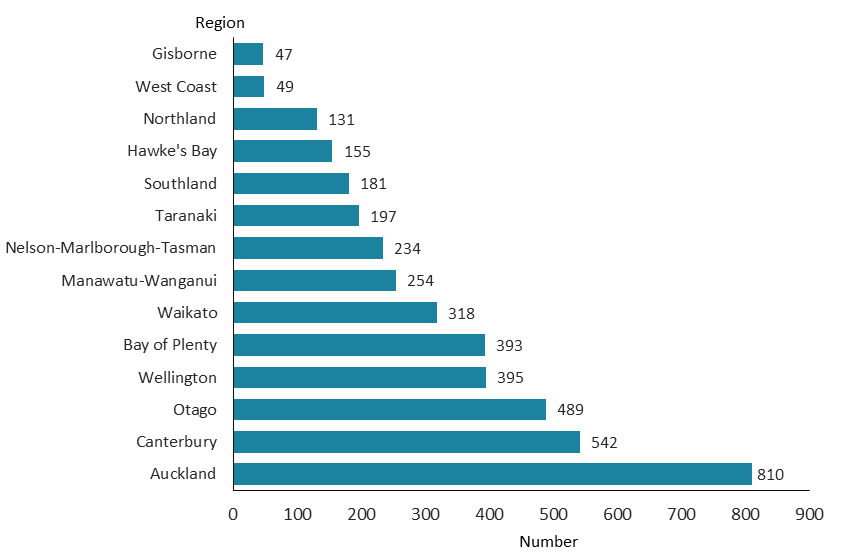 Region
Gisborne 47
West Coast 49
Northland 131
Hawke's Bay 155
Southland 181
Taranaki 197
Nelson-Marlborough-Tasman 234
Manawatu-Wanganui 254
Waikato 318
Bay of Plenty 393
Wellington 395
Otago 489
Canterbury 542
Auckland 810
0 100 200 300 400 500 600 700 800 900
Number